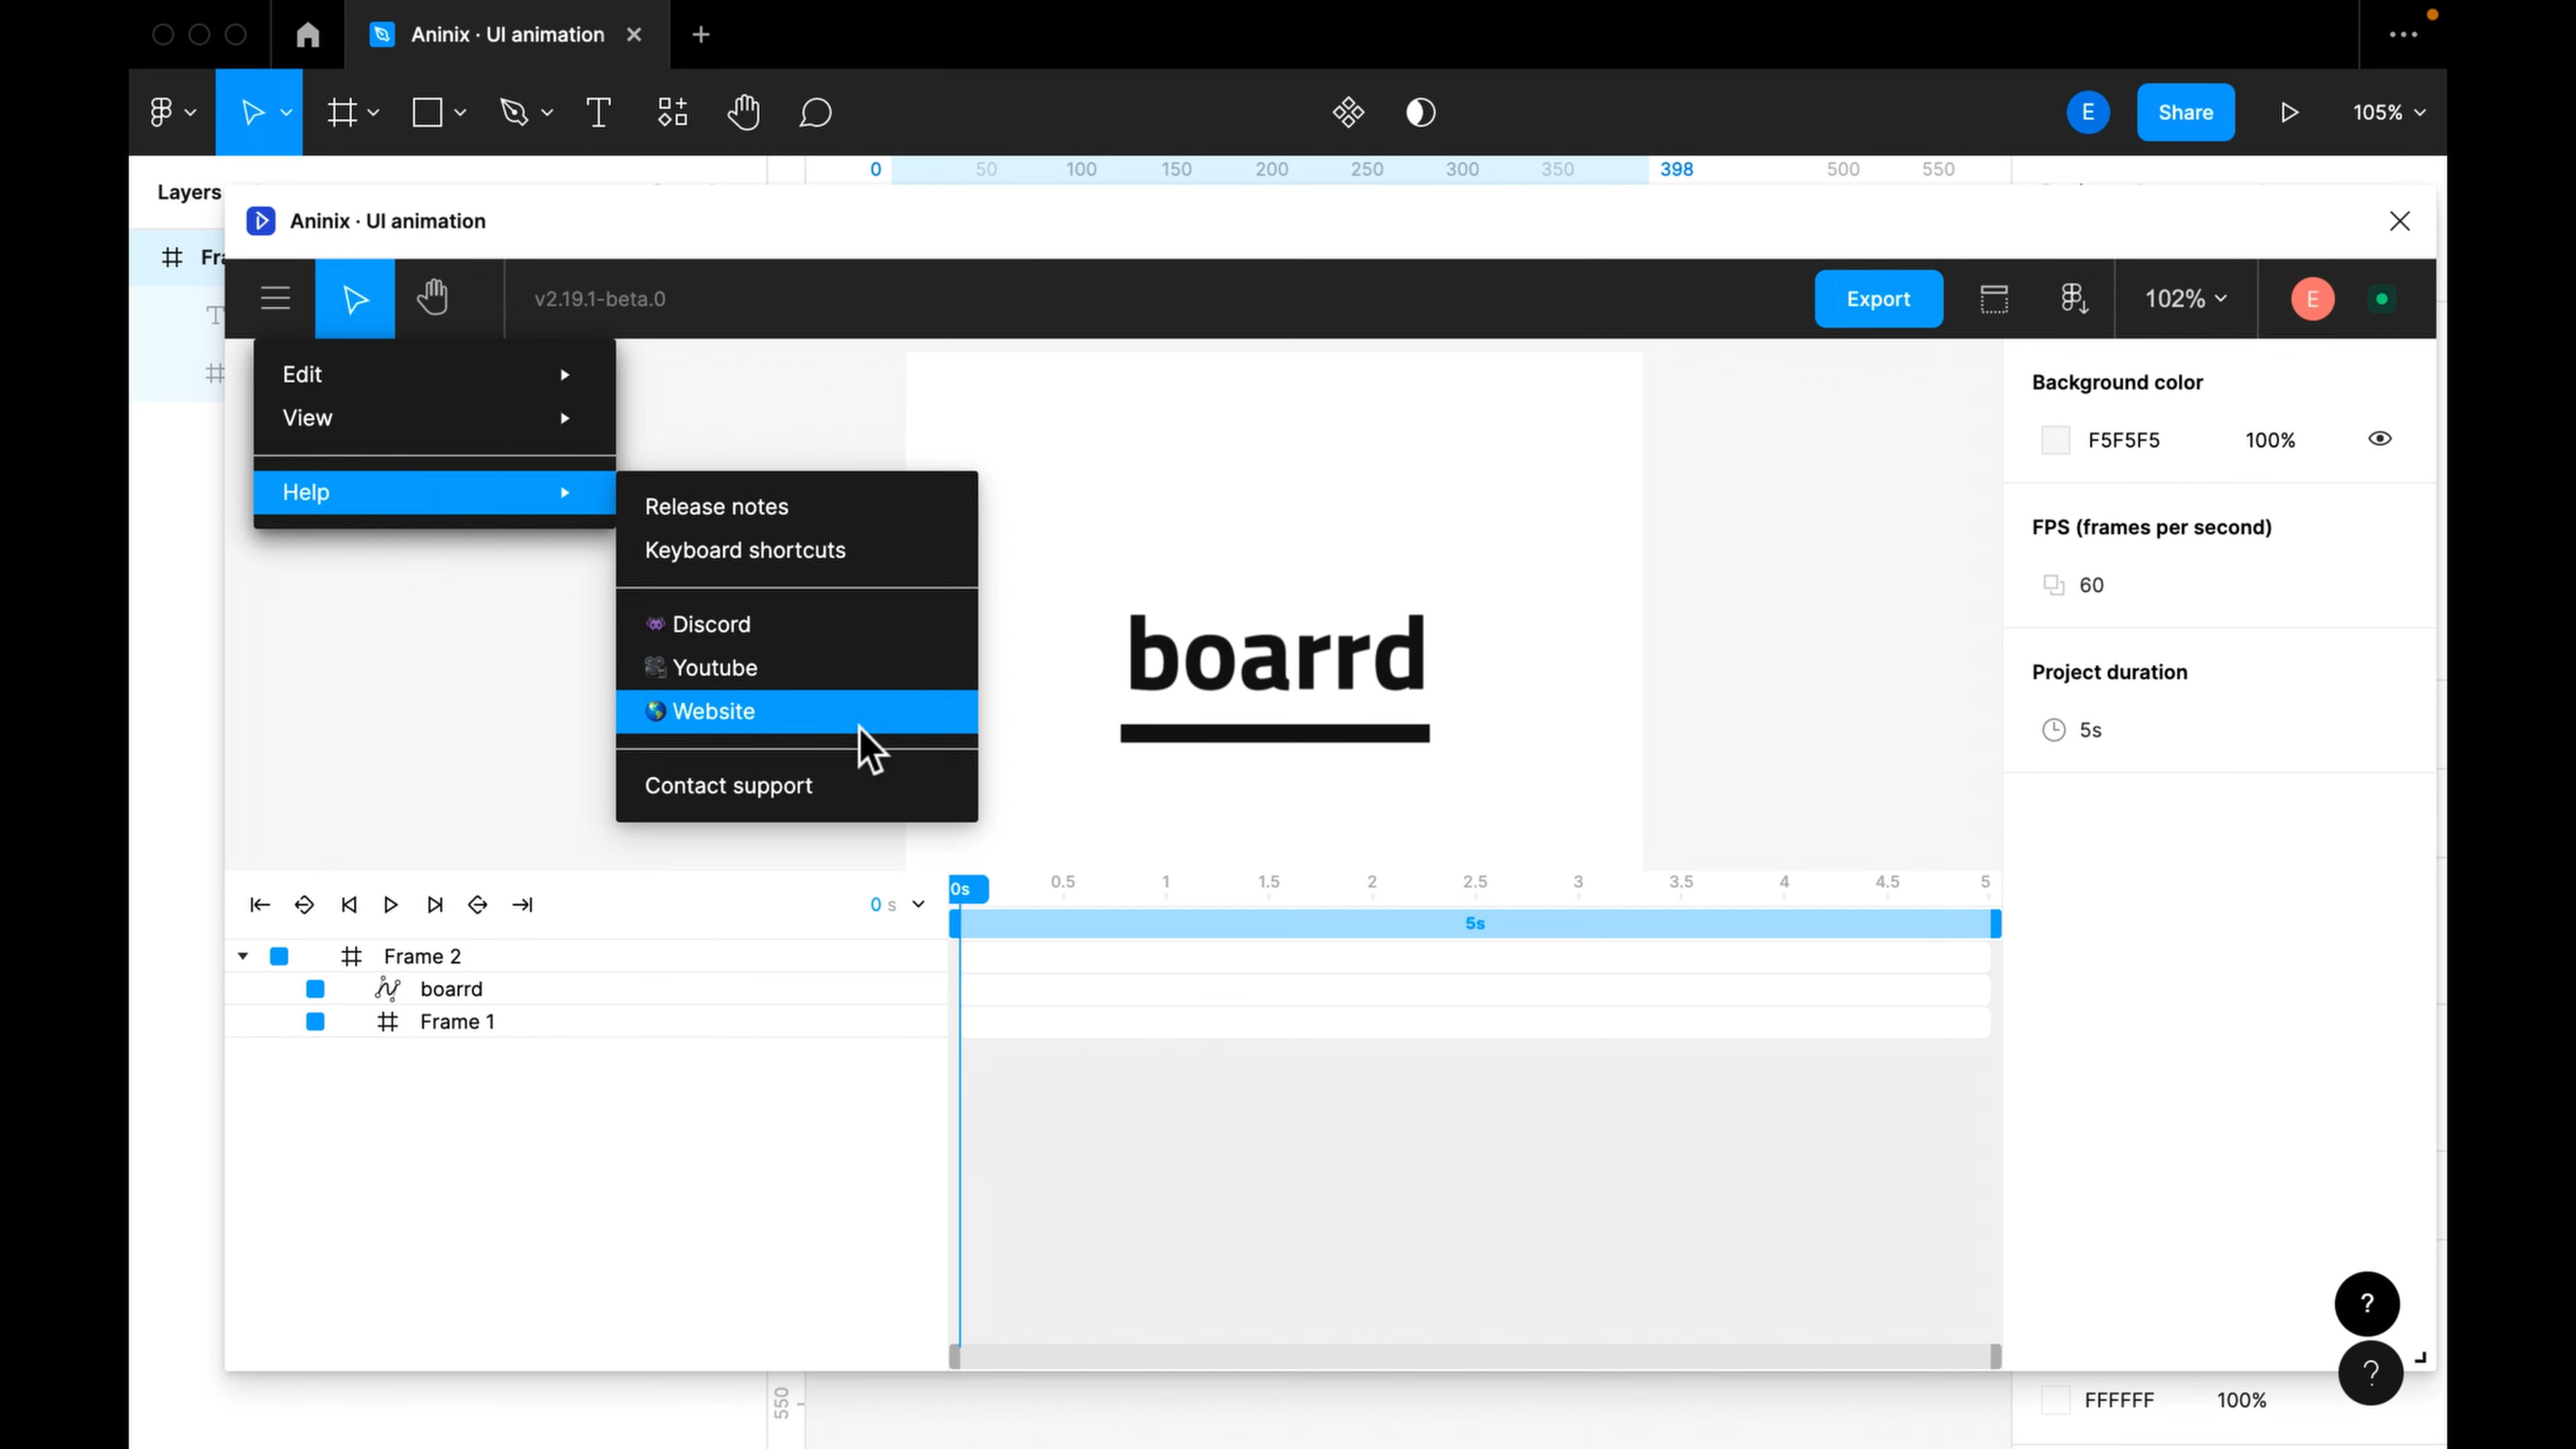 Aninix · UI animation
E
Share
105%
0 50 100 150 200 250 300 350 398 500 550
Layers
Aninix · UI animation
v2.19.1-beta.0
Export
102%
E
Edit
View
Help
Release notes
Keyboard shortcuts
Discord
Youtube
Website
Contact support
boarrd
Background color
F5F5F5 100%
FPS (frames per second)
60
Project duration
5s
0 s
0s 0.5 1 1.5 2 2.5 3 3.5 4 4.5 5
5s
Frame 2
boarrd
Frame 1
?
?
550
FFFFFF 100%